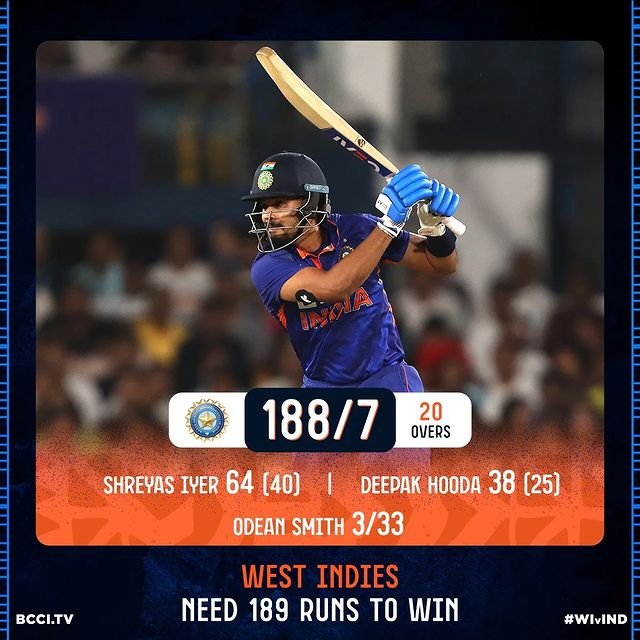 INDIA
188/7
20
OVERS
SHREYAS IYER 64 (40) | DEEPAK HOODA 38 (25)
ODEAN SMITH 3/33
WEST INDIES
NEED 189 RUNS TO WIN
BCCI.TV
#WIvIND